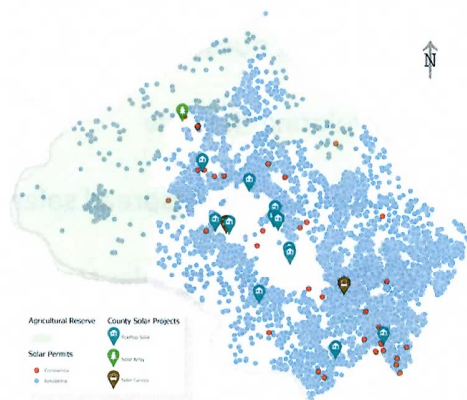 N
Agricultural Reserve
Solar Permits
Commercial
Residential
County Solar Projects
Rooftop Solar
Solar Array
Solar Canopy